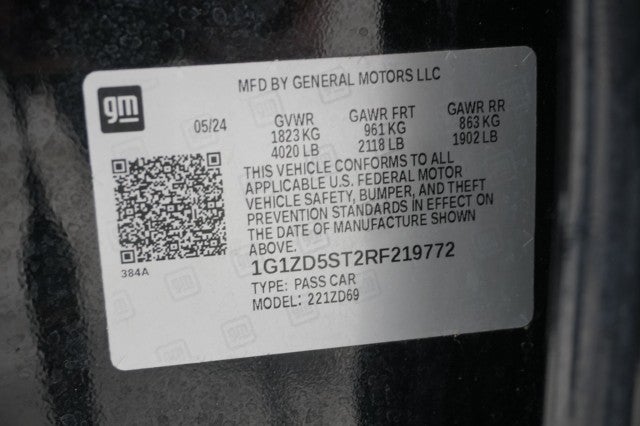 MFD BY GENERAL MOTORS LLC
gm
05/24
GVWR GAWR FRT GAWR RR
1823 KG 961 KG 863 KG
4020 LB 2118 LB 1902 LB
THIS VEHICLE CONFORMS TO ALL
APPLICABLE U.S. FEDERAL MOTOR
VEHICLE SAFETY, BUMPER, AND THEFT
PREVENTION STANDARDS IN EFFECT ON
THE DATE OF MANUFACTURE SHOWN
ABOVE.
384A
1G1ZD5ST2RF219772
TYPE: PASS CAR
MODEL: 221ZD69